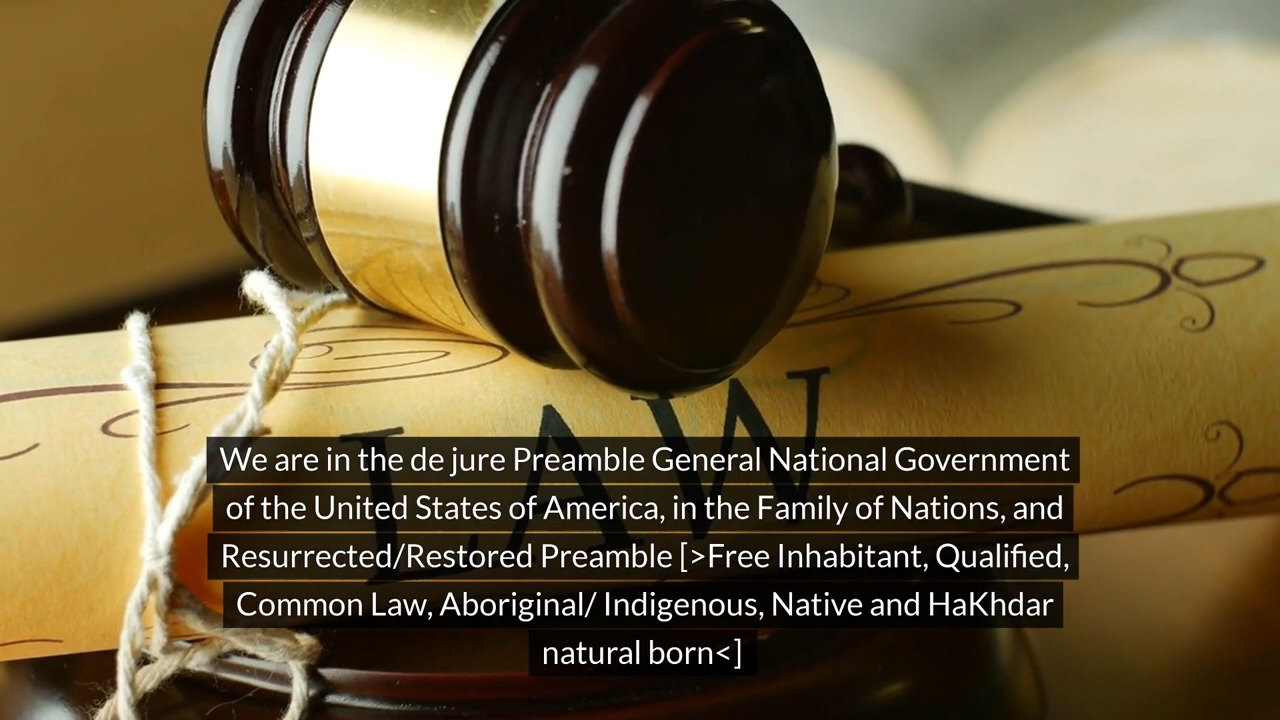 LAW
We are in the de jure Preamble General National Government
of the United States of America, in the Family of Nations, and
Resurrected/Restored Preamble [>Free Inhabitant, Qualified,
Common Law, Aboriginal/ Indigenous, Native and HaKhdar
natural born<]